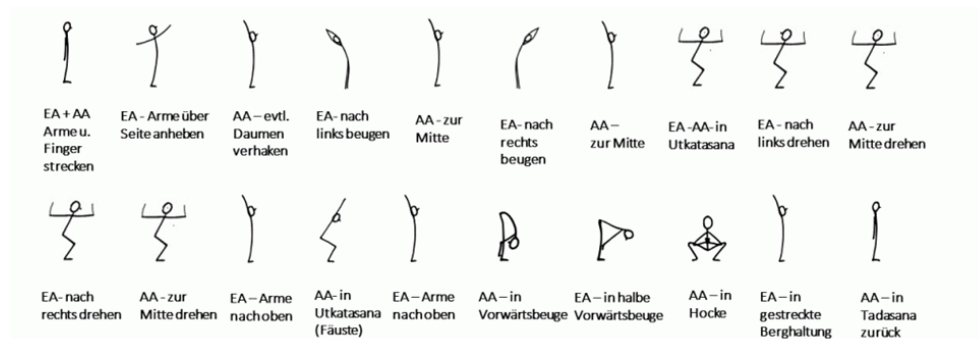 EA + AA
Arme u.
Finger
strecken
EA - Arme über
Seite anheben
AA – evtl.
Daumen
verhaken
EA- nach
links beugen
AA - zur
Mitte
EA- nach
rechts
beugen
AA –
zur Mitte
EA -AA- in
Utkatasana
EA - nach
links drehen
AA - zur
Mitte drehen
EA- nach
rechts drehen
AA - zur
Mitte drehen
EA – Arme
nach oben
AA- in
Utkatasana
(Fäuste)
EA – Arme
nach oben
AA – in
Vorwärtsbeuge
EA – in halbe
Vorwärtsbeuge
AA – in
Hocke
EA – in
gestreckte
Berghaltung
AA – in
Tadasana
zurück